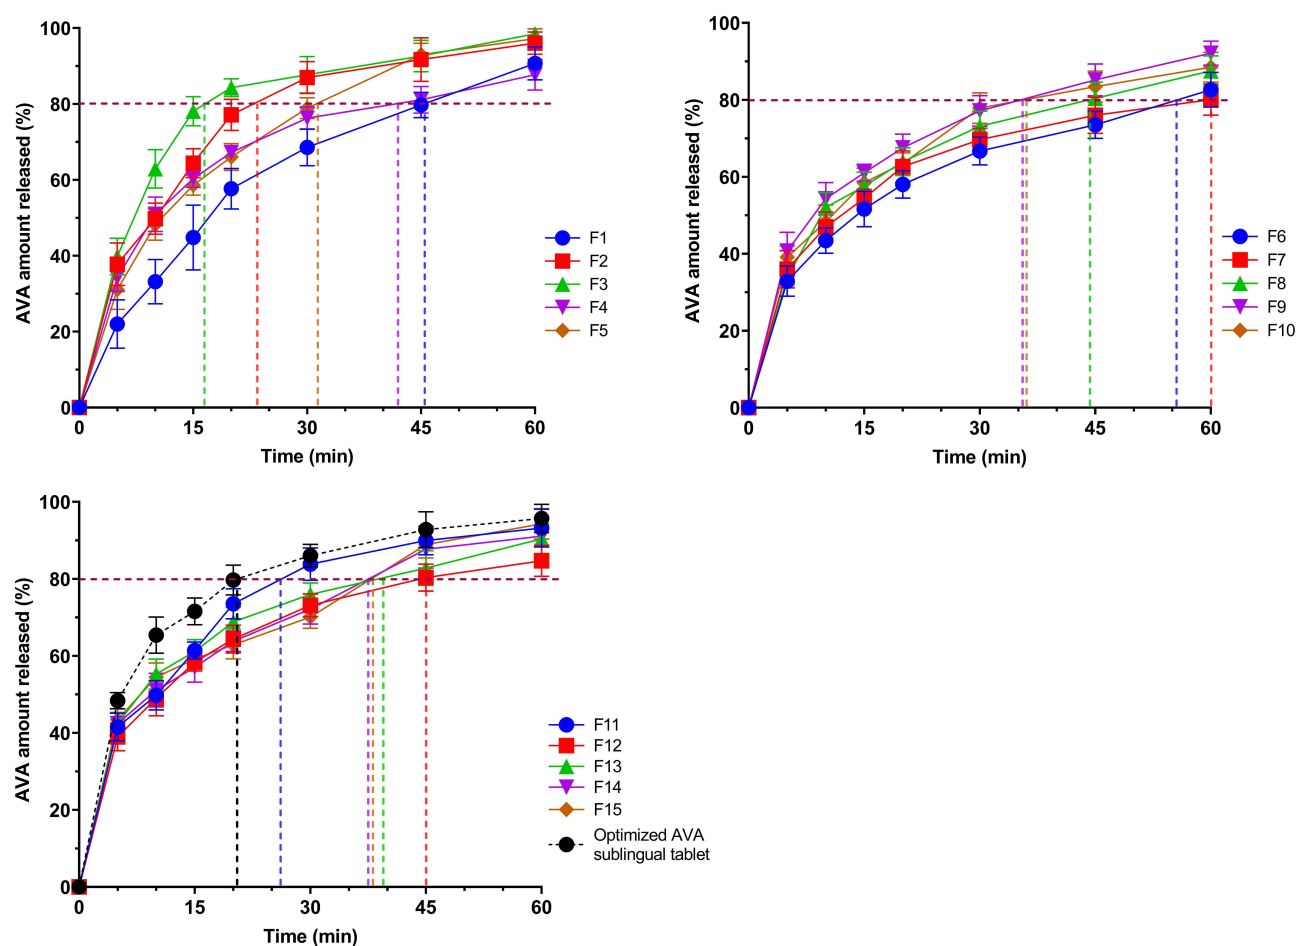 100
80
60
40
20
0
AVA amount released (%)
0 15 30 45 60
Time (min)
F1
F2
F3
F4
F5
100
80
60
40
20
0
AVA amount released (%)
0 15 30 45 60
Time (min)
F6
F7
F8
F9
F10
100
80
60
40
20
0
AVA amount released (%)
0 15 30 45 60
Time (min)
F11
F12
F13
F14
F15
Optimized AVA
sublingual tablet